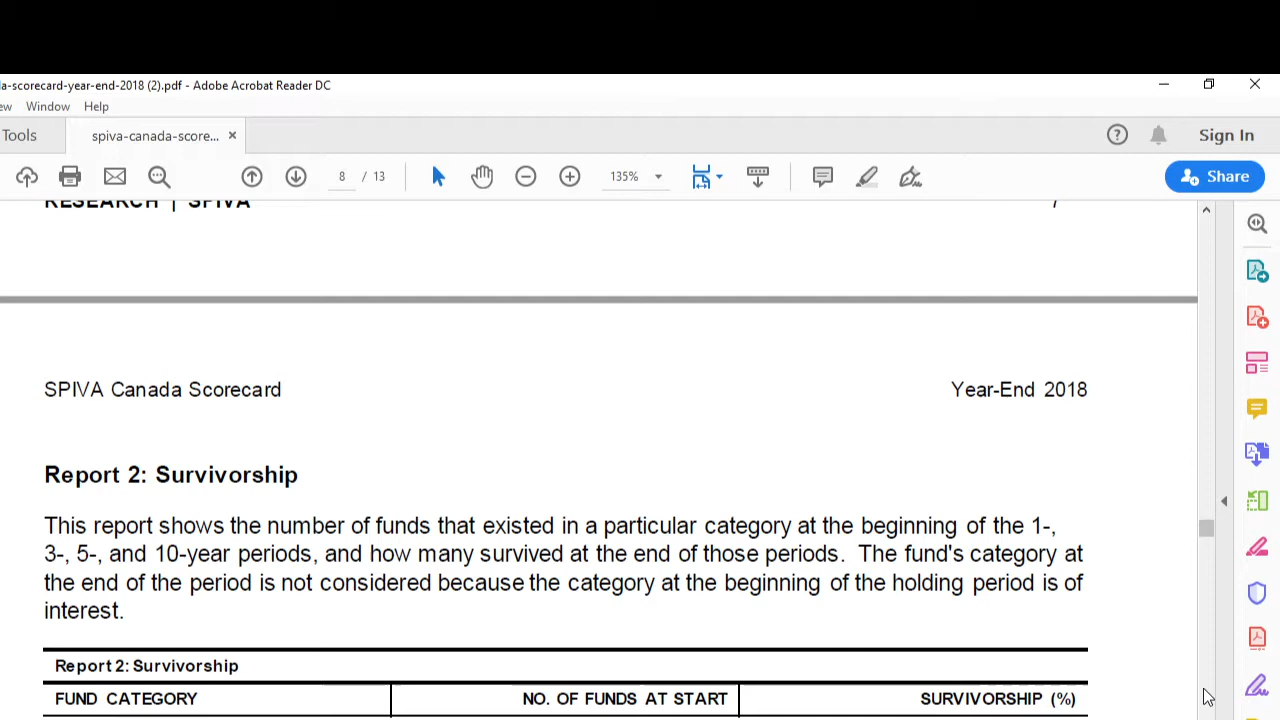 a-scorecard-year-end-2018 (2).pdf - Adobe Acrobat Reader DC
ew Window Help
Tools spiva-canada-score... × Sign In
8 / 13 135% Share
RESEARCH | SPIVA 7
SPIVA Canada Scorecard Year-End 2018
Report 2: Survivorship
This report shows the number of funds that existed in a particular category at the beginning of the 1-,
3-, 5-, and 10-year periods, and how many survived at the end of those periods. The fund's category at
the end of the period is not considered because the category at the beginning of the holding period is of
interest.
Report 2: Survivorship
FUND CATEGORY NO. OF FUNDS AT START SURVIVORSHIP (%)